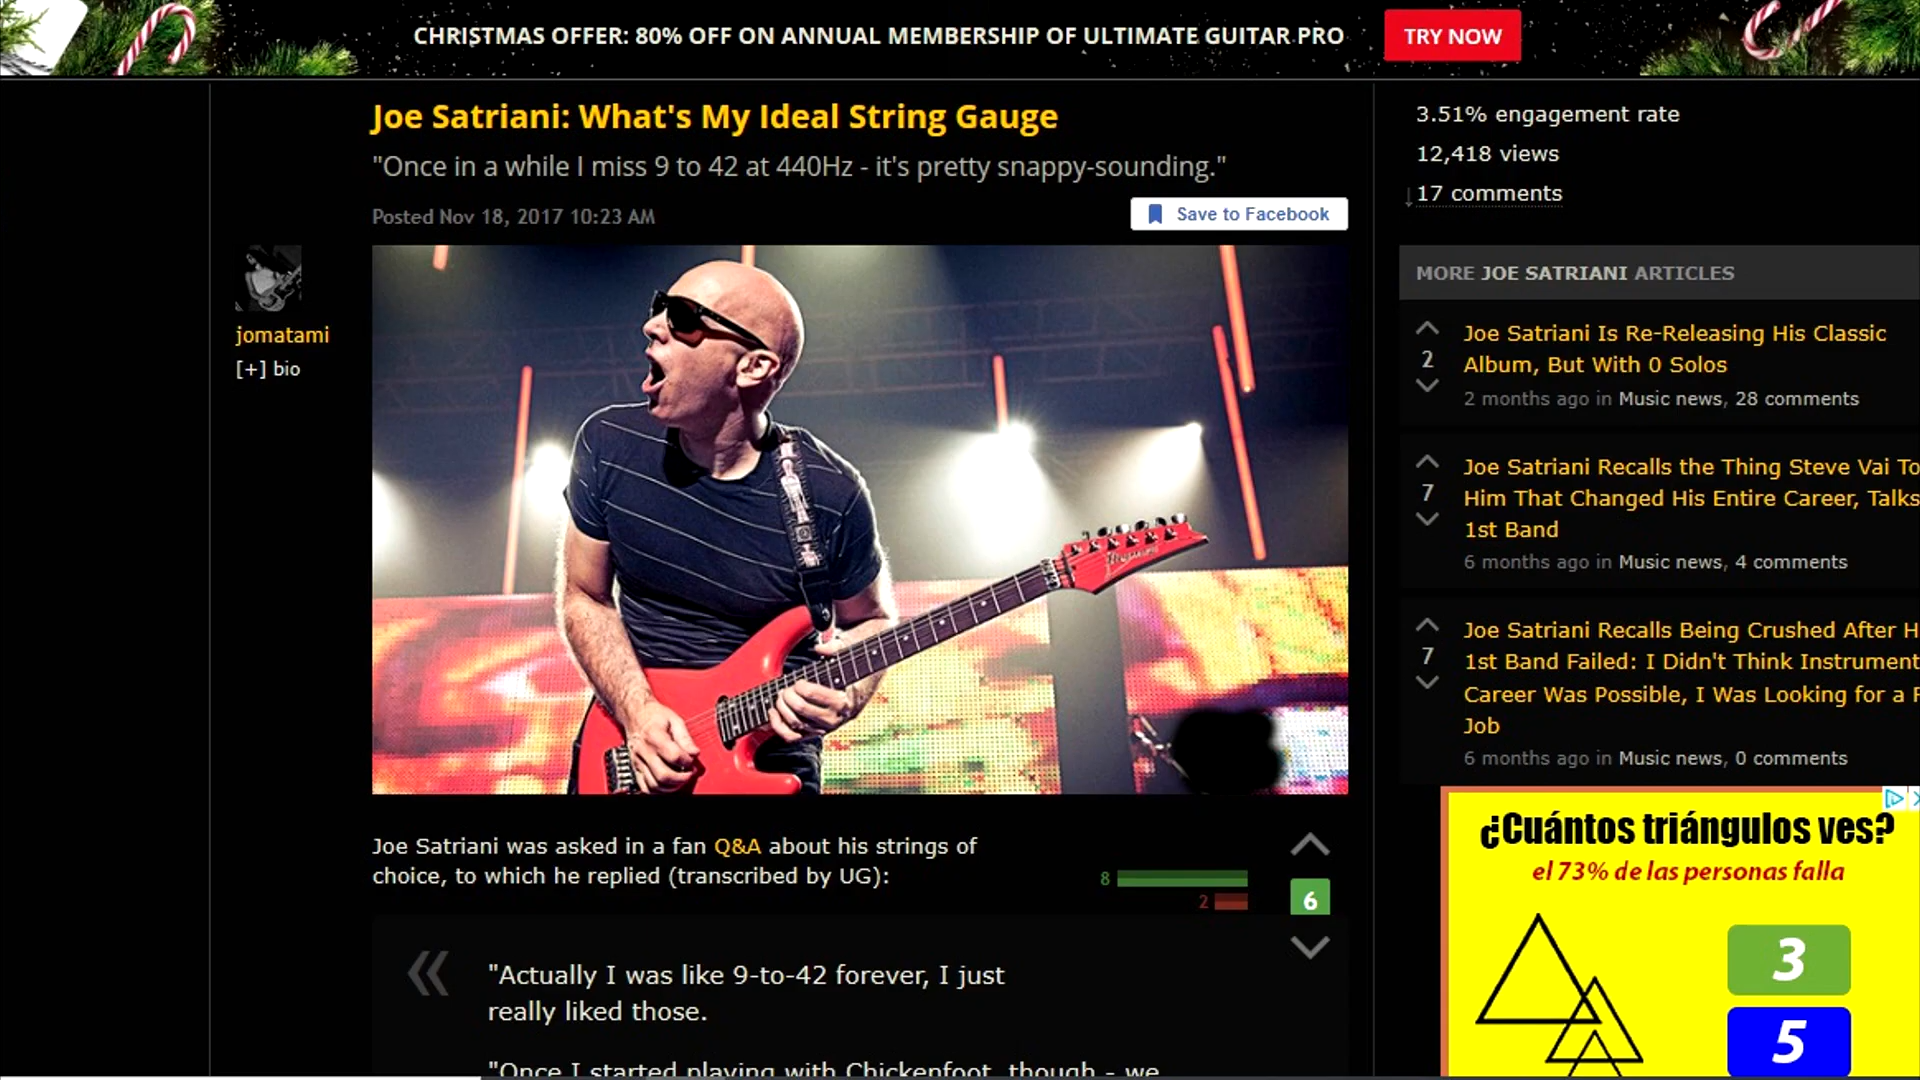 CHRISTMAS OFFER: 80% OFF ON ANNUAL MEMBERSHIP OF ULTIMATE GUITAR PRO
TRY NOW
Joe Satriani: What's My Ideal String Gauge
"Once in a while I miss 9 to 42 at 440Hz - it's pretty snappy-sounding."
Posted Nov 18, 2017 10:23 AM
Save to Facebook
jomatami
[+] bio
Ibanez
Joe Satriani was asked in a fan Q&A about his strings of
choice, to which he replied (transcribed by UG):
8
2
6
"Actually I was like 9-to-42 forever, I just
really liked those.
"Once I started playing with Chickenfoot, though - we
3.51% engagement rate
12,418 views
17 comments
MORE JOE SATRIANI ARTICLES
2
Joe Satriani Is Re-Releasing His Classic
Album, But With 0 Solos
2 months ago in Music news, 28 comments
7
Joe Satriani Recalls the Thing Steve Vai To
Him That Changed His Entire Career, Talks
1st Band
6 months ago in Music news, 4 comments
7
Joe Satriani Recalls Being Crushed After H
1st Band Failed: I Didn't Think Instrument
Career Was Possible, I Was Looking for a F
Job
6 months ago in Music news, 0 comments
¿Cuántos triángulos ves?
el 73% de las personas falla
3
5